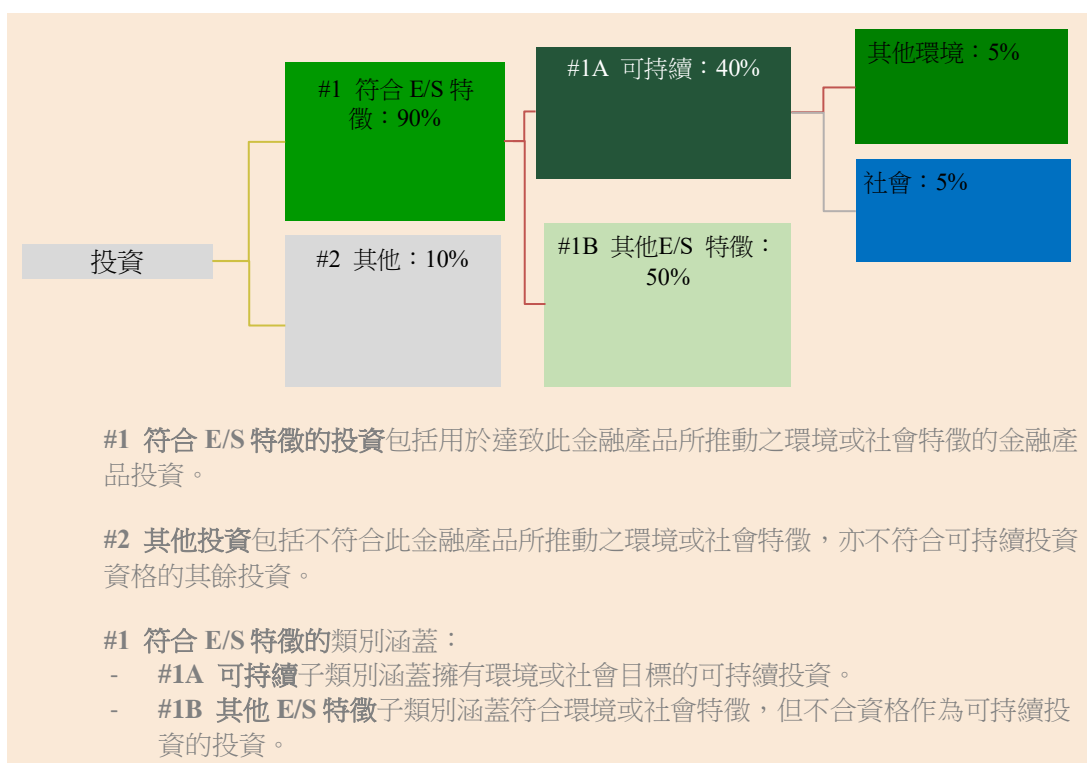 投資
#1 符合 E/S 特
徵：90%
#2 其他：10%
#1A 可持續：40%
#1B 其他E/S 特徵：
50%
其他環境：5%
社會：5%
#1 符合 E/S 特徵的投資包括用於達致此金融產品所推動之環境或社會特徵的金融產
品投資。
#2 其他投資包括不符合此金融產品所推動之環境或社會特徵，亦不符合可持續投資
資格的其餘投資。
#1 符合 E/S 特徵的類別涵蓋：
- #1A 可持續子類別涵蓋擁有環境或社會目標的可持續投資。
- #1B 其他 E/S 特徵子類別涵蓋符合環境或社會特徵，但不合資格作為可持續投
資的投資。